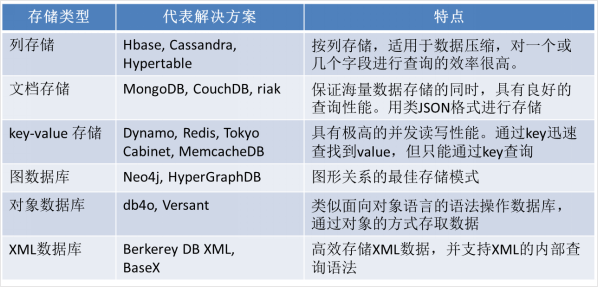 存储类型 代表解决方案 特点
列存储 Hbase, Cassandra, 按列存储，适用于数据压缩，对一个或
Hypertable 几个字段进行查询的效率很高。
文档存储 MongoDB, CouchDB, riak 保证海量数据存储的同时，具有良好的
查询性能。用类JSON格式进行存储
key-value 存储 Dynamo, Redis, Tokyo 具有极高的并发读写性能。通过key迅速
Cabinet, MemcacheDB 查找到value，但只能通过key查询
图数据库 Neo4j, HyperGraphDB 图形关系的最佳存储模式
对象数据库 db4o, Versant 类似面向对象语言的语法操作数据库，
通过对象的方式存取数据
XML数据库 Berkerey DB XML, 高效存储XML数据，并支持XML的内部查
BaseX 询语法